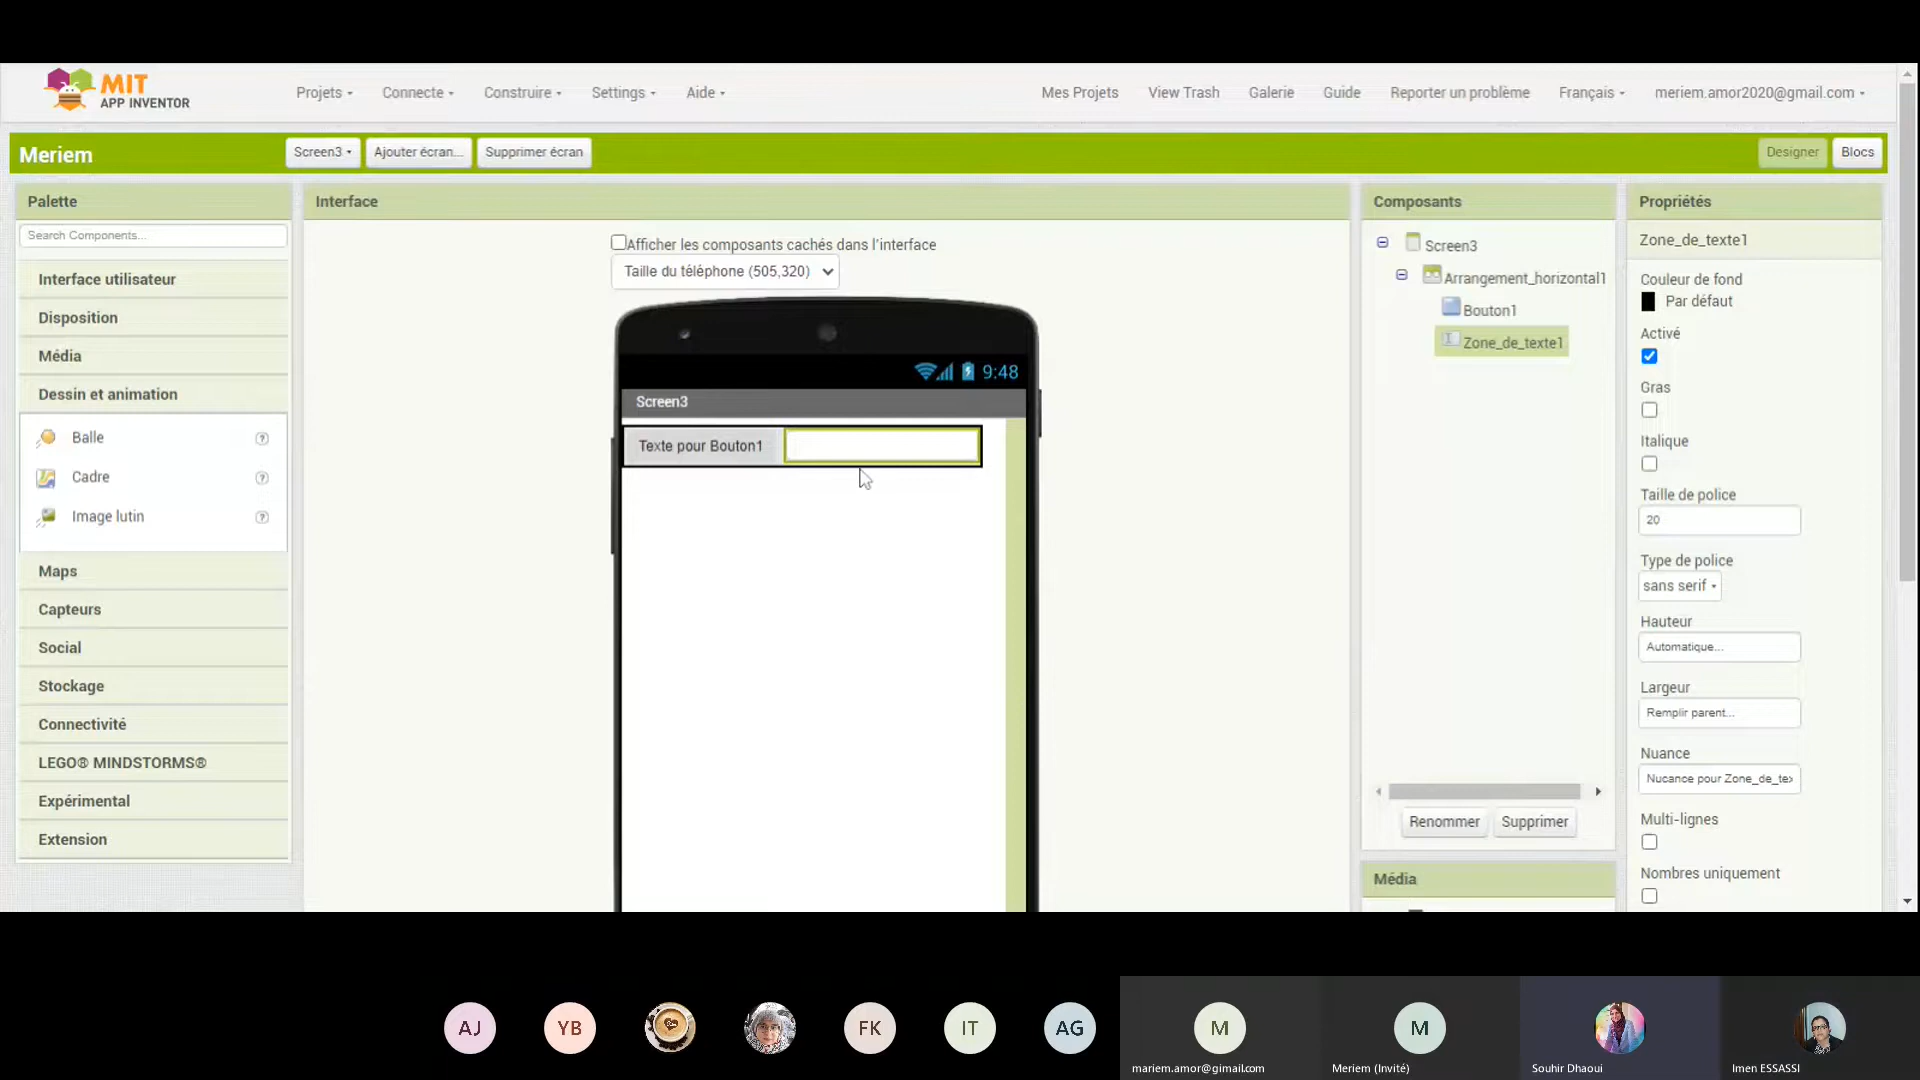 MIT
APP INVENTOR
Projets
Connecte
Construire
Settings
Aide
Mes Projets
View Trash
Galerie
Guide
Reporter un problème
Français
meriem.amor2020@gmail.com
Meriem
Screen3
Ajouter écran...
Supprimer écran
Designer
Blocs
Palette
Search Components...
Interface utilisateur
Disposition
Média
Dessin et animation
Balle
?
Cadre
?
Image lutin
?
Maps
Capteurs
Social
Stockage
Connectivité
LEGO® MINDSTORMS®
Expérimental
Extension
Interface
Afficher les composants cachés dans l'interface
Taille du téléphone (505,320)
9:48
Screen3
Texte pour Bouton1
Composants
Screen3
Arrangement_horizontal1
Bouton1
Zone_de_texte1
Renommer
Supprimer
Média
Propriétés
Zone_de_texte1
Couleur de fond
Par défaut
Activé
Gras
Italique
Taille de police
20
Type de police
sans serif
Hauteur
Automatique...
Largeur
Remplir parent...
Nuance
Nucance pour Zone_de_tex
Multi-lignes
Nombres uniquement
AJ
YB
FK
IT
AG
M
mariem.amor@gimail.com
M
Meriem (Invité)
Souhir Dhaoui
Imen ESSASSI